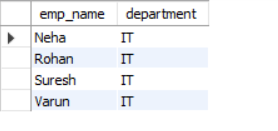 emp_name department
Neha IT
Rohan IT
Suresh IT
Varun IT